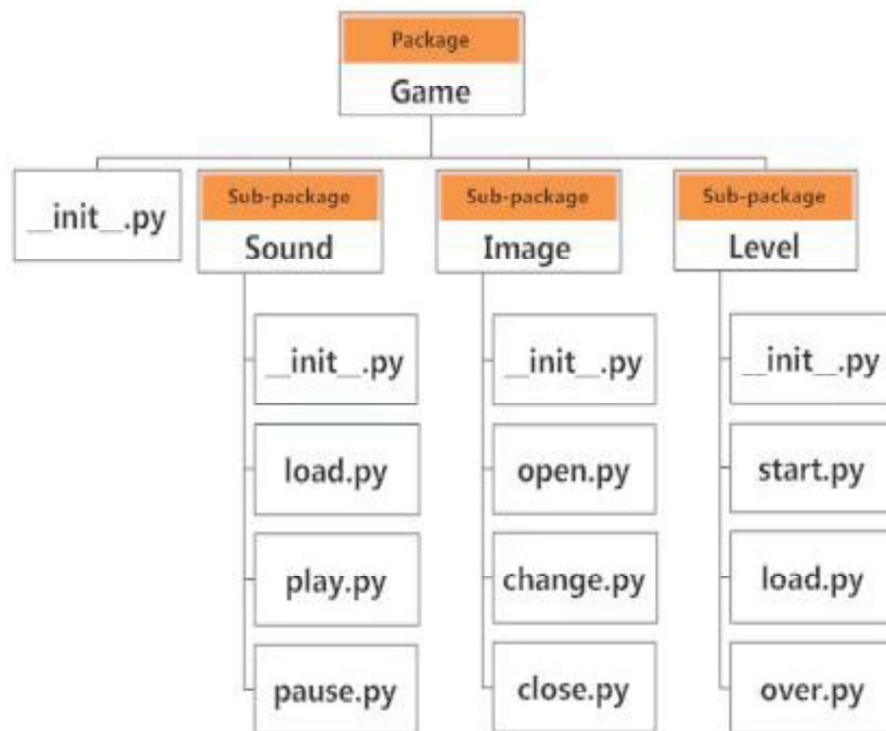 Package
Game
__init__.py
Sub-package
Sound
Sub-package
Image
Sub-package
Level
__init__.py
load.py
play.py
pause.py
__init__.py
open.py
change.py
close.py
__init__.py
start.py
load.py
over.py